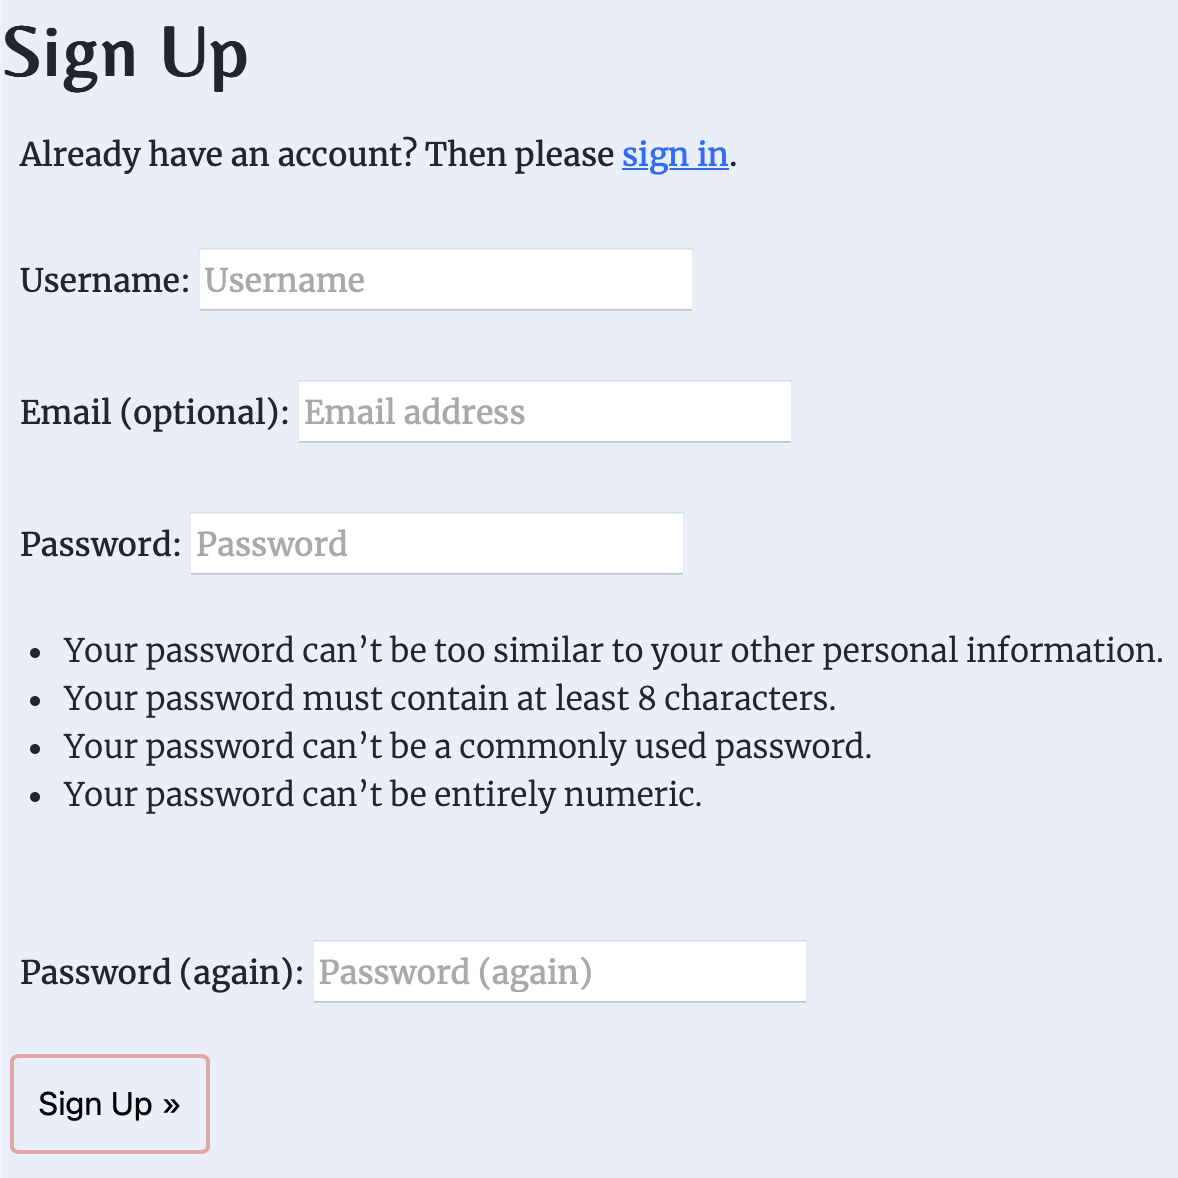 Sign Up
Already have an account? Then please sign in.
Username: Username
Email (optional): Email address
Password: Password
• Your password can’t be too similar to your other personal information.
• Your password must contain at least 8 characters.
• Your password can’t be a commonly used password.
• Your password can’t be entirely numeric.
Password (again): Password (again)
Sign Up »